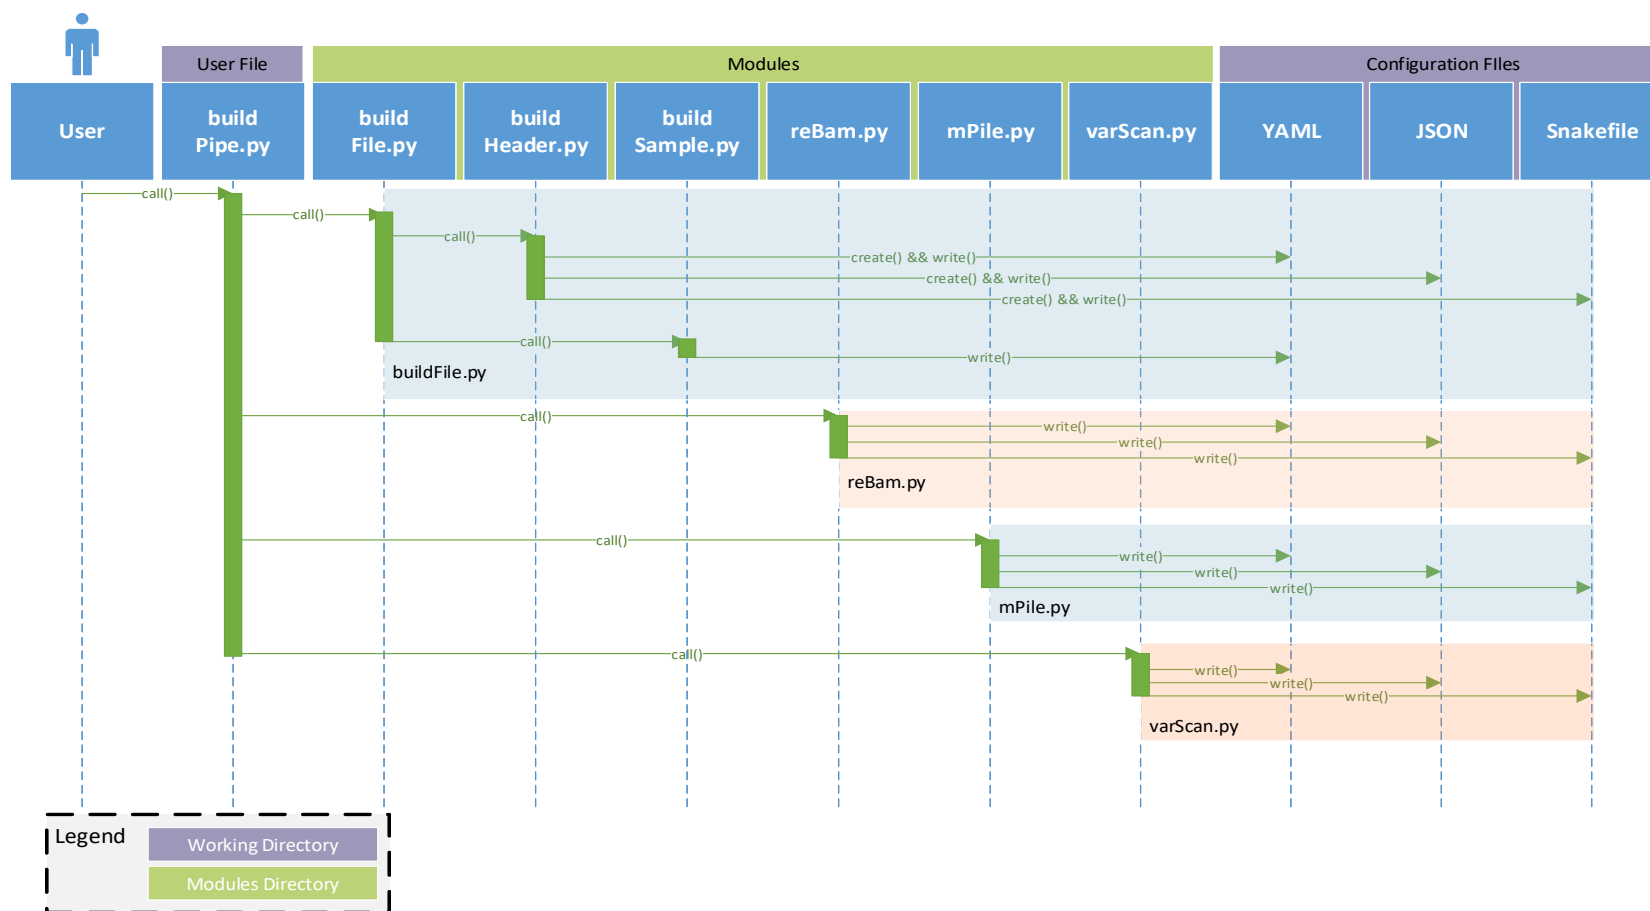 User File
Modules
Configuration FIles
User
build
Pipe.py
build
File.py
build
Header.py
build
Sample.py
reBam.py
mPile.py
varScan.py
YAML
JSON
Snakefile
call()
call()
call()
create() && write()
create() && write()
create() && write()
call()
write()
buildFile.py
call()
write()
write()
write()
reBam.py
call()
write()
write()
write()
mPile.py
call()
write()
write()
write()
varScan.py
Legend
Working Directory
Modules Directory